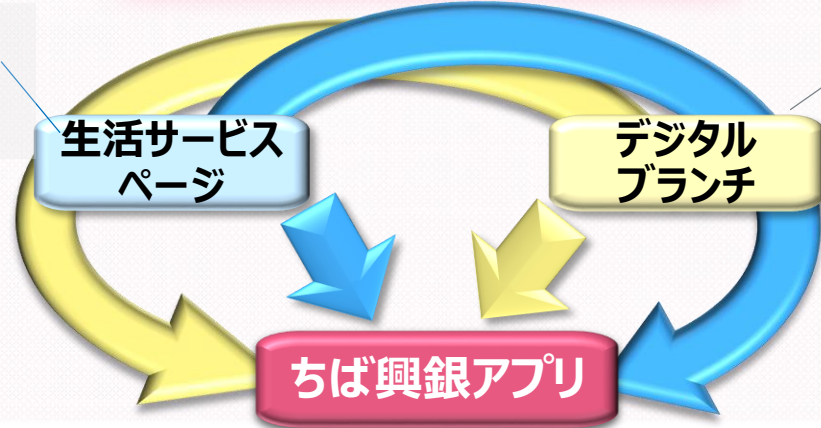 生活サービス
ページ
デジタル
ブランチ
ちば興銀アプリ